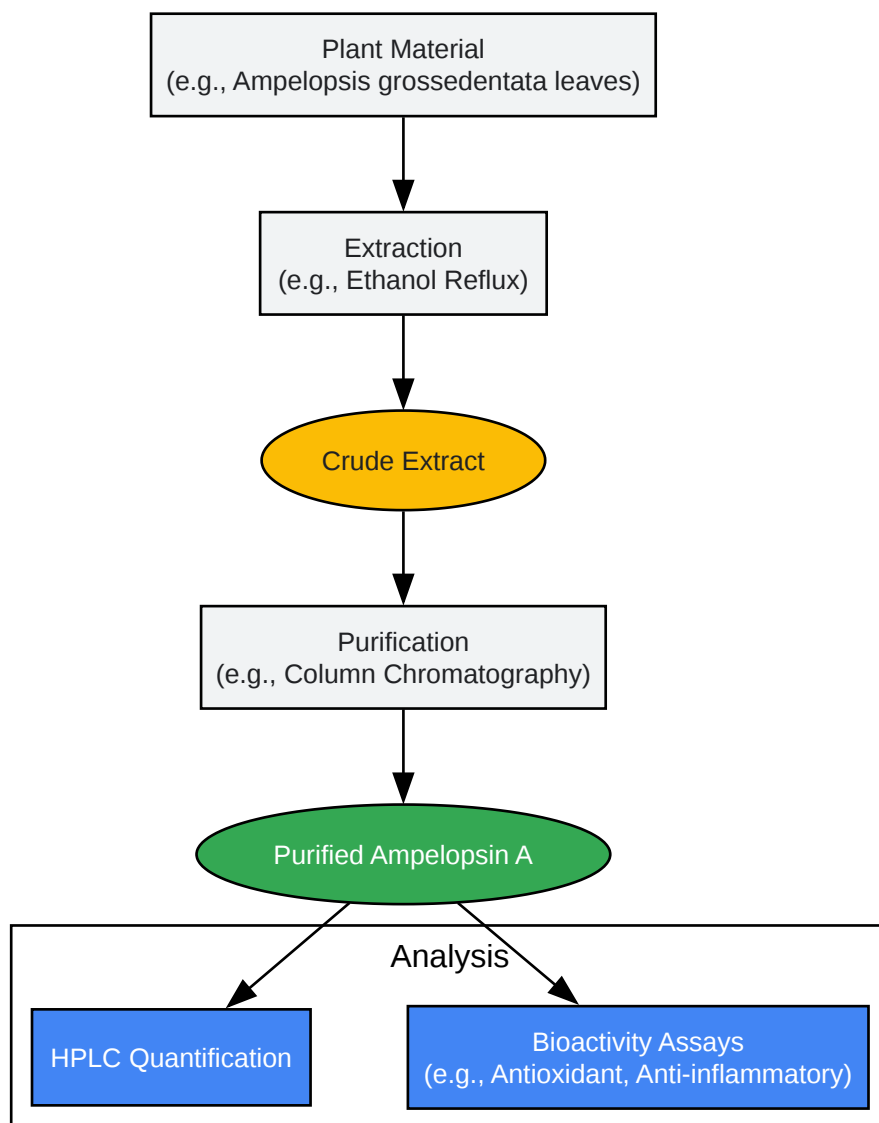 Plant Material
(e.g., Ampelopsis grossedentata leaves)
Extraction
(e.g., Ethanol Reflux)
Crude Extract
Purification
(e.g., Column Chromatography)
Purified Ampelopsin A
Analysis
HPLC Quantification
Bioactivity Assays
(e.g., Antioxidant, Anti-inflammatory)